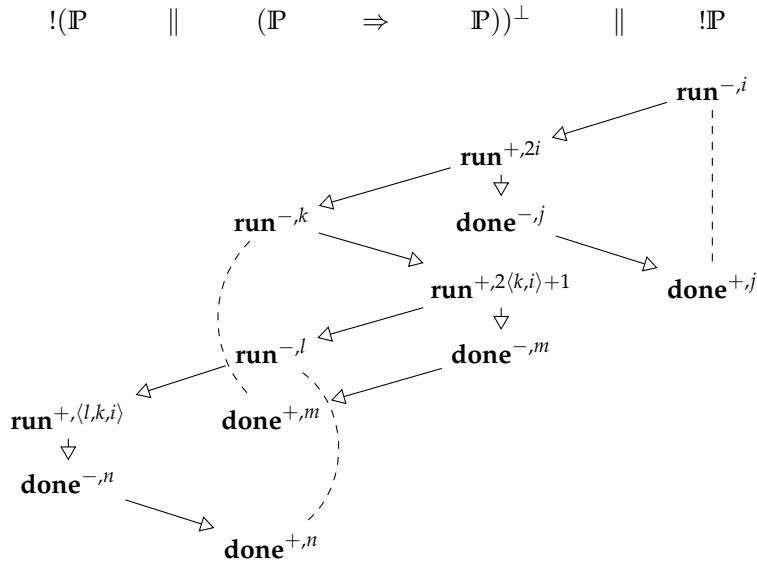 !(ℙ ∥ (ℙ ⇒ ℙ))^⊥ ∥ !ℙ
run^{−,i}
run^{+,2i}
run^{−,k} done^{−,j}
run^{+,2⟨k,i⟩+1} done^{+,j}
run^{−,l} done^{−,m}
run^{+,⟨l,k,i⟩} done^{+,m}
done^{−,n}
done^{+,n}